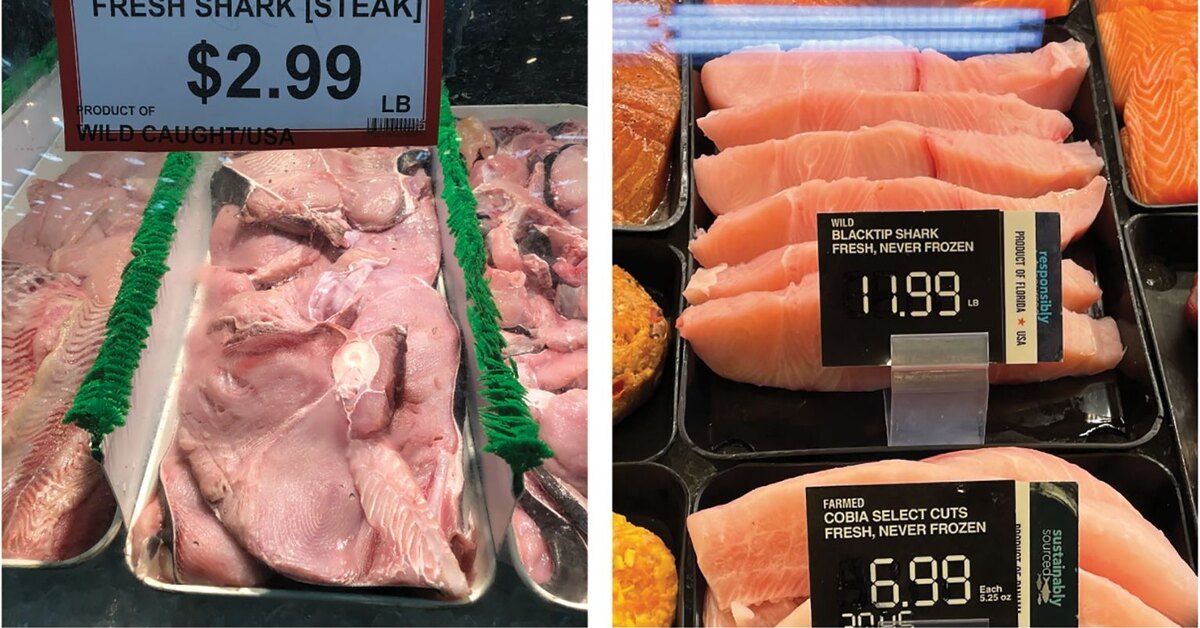 FRESH SHARK [STEAK]
$2.99
LB
PRODUCT OF
WILD CAUGHT/USA
WILD
BLACKTIP SHARK
FRESH, NEVER FROZEN
11.99 LB
PRODUCT OF FLORIDA ★ USA
responsibly
FARMED
COBIA SELECT CUTS
FRESH, NEVER FROZEN
6.99 Each
5.25 oz
sustainably
sourced